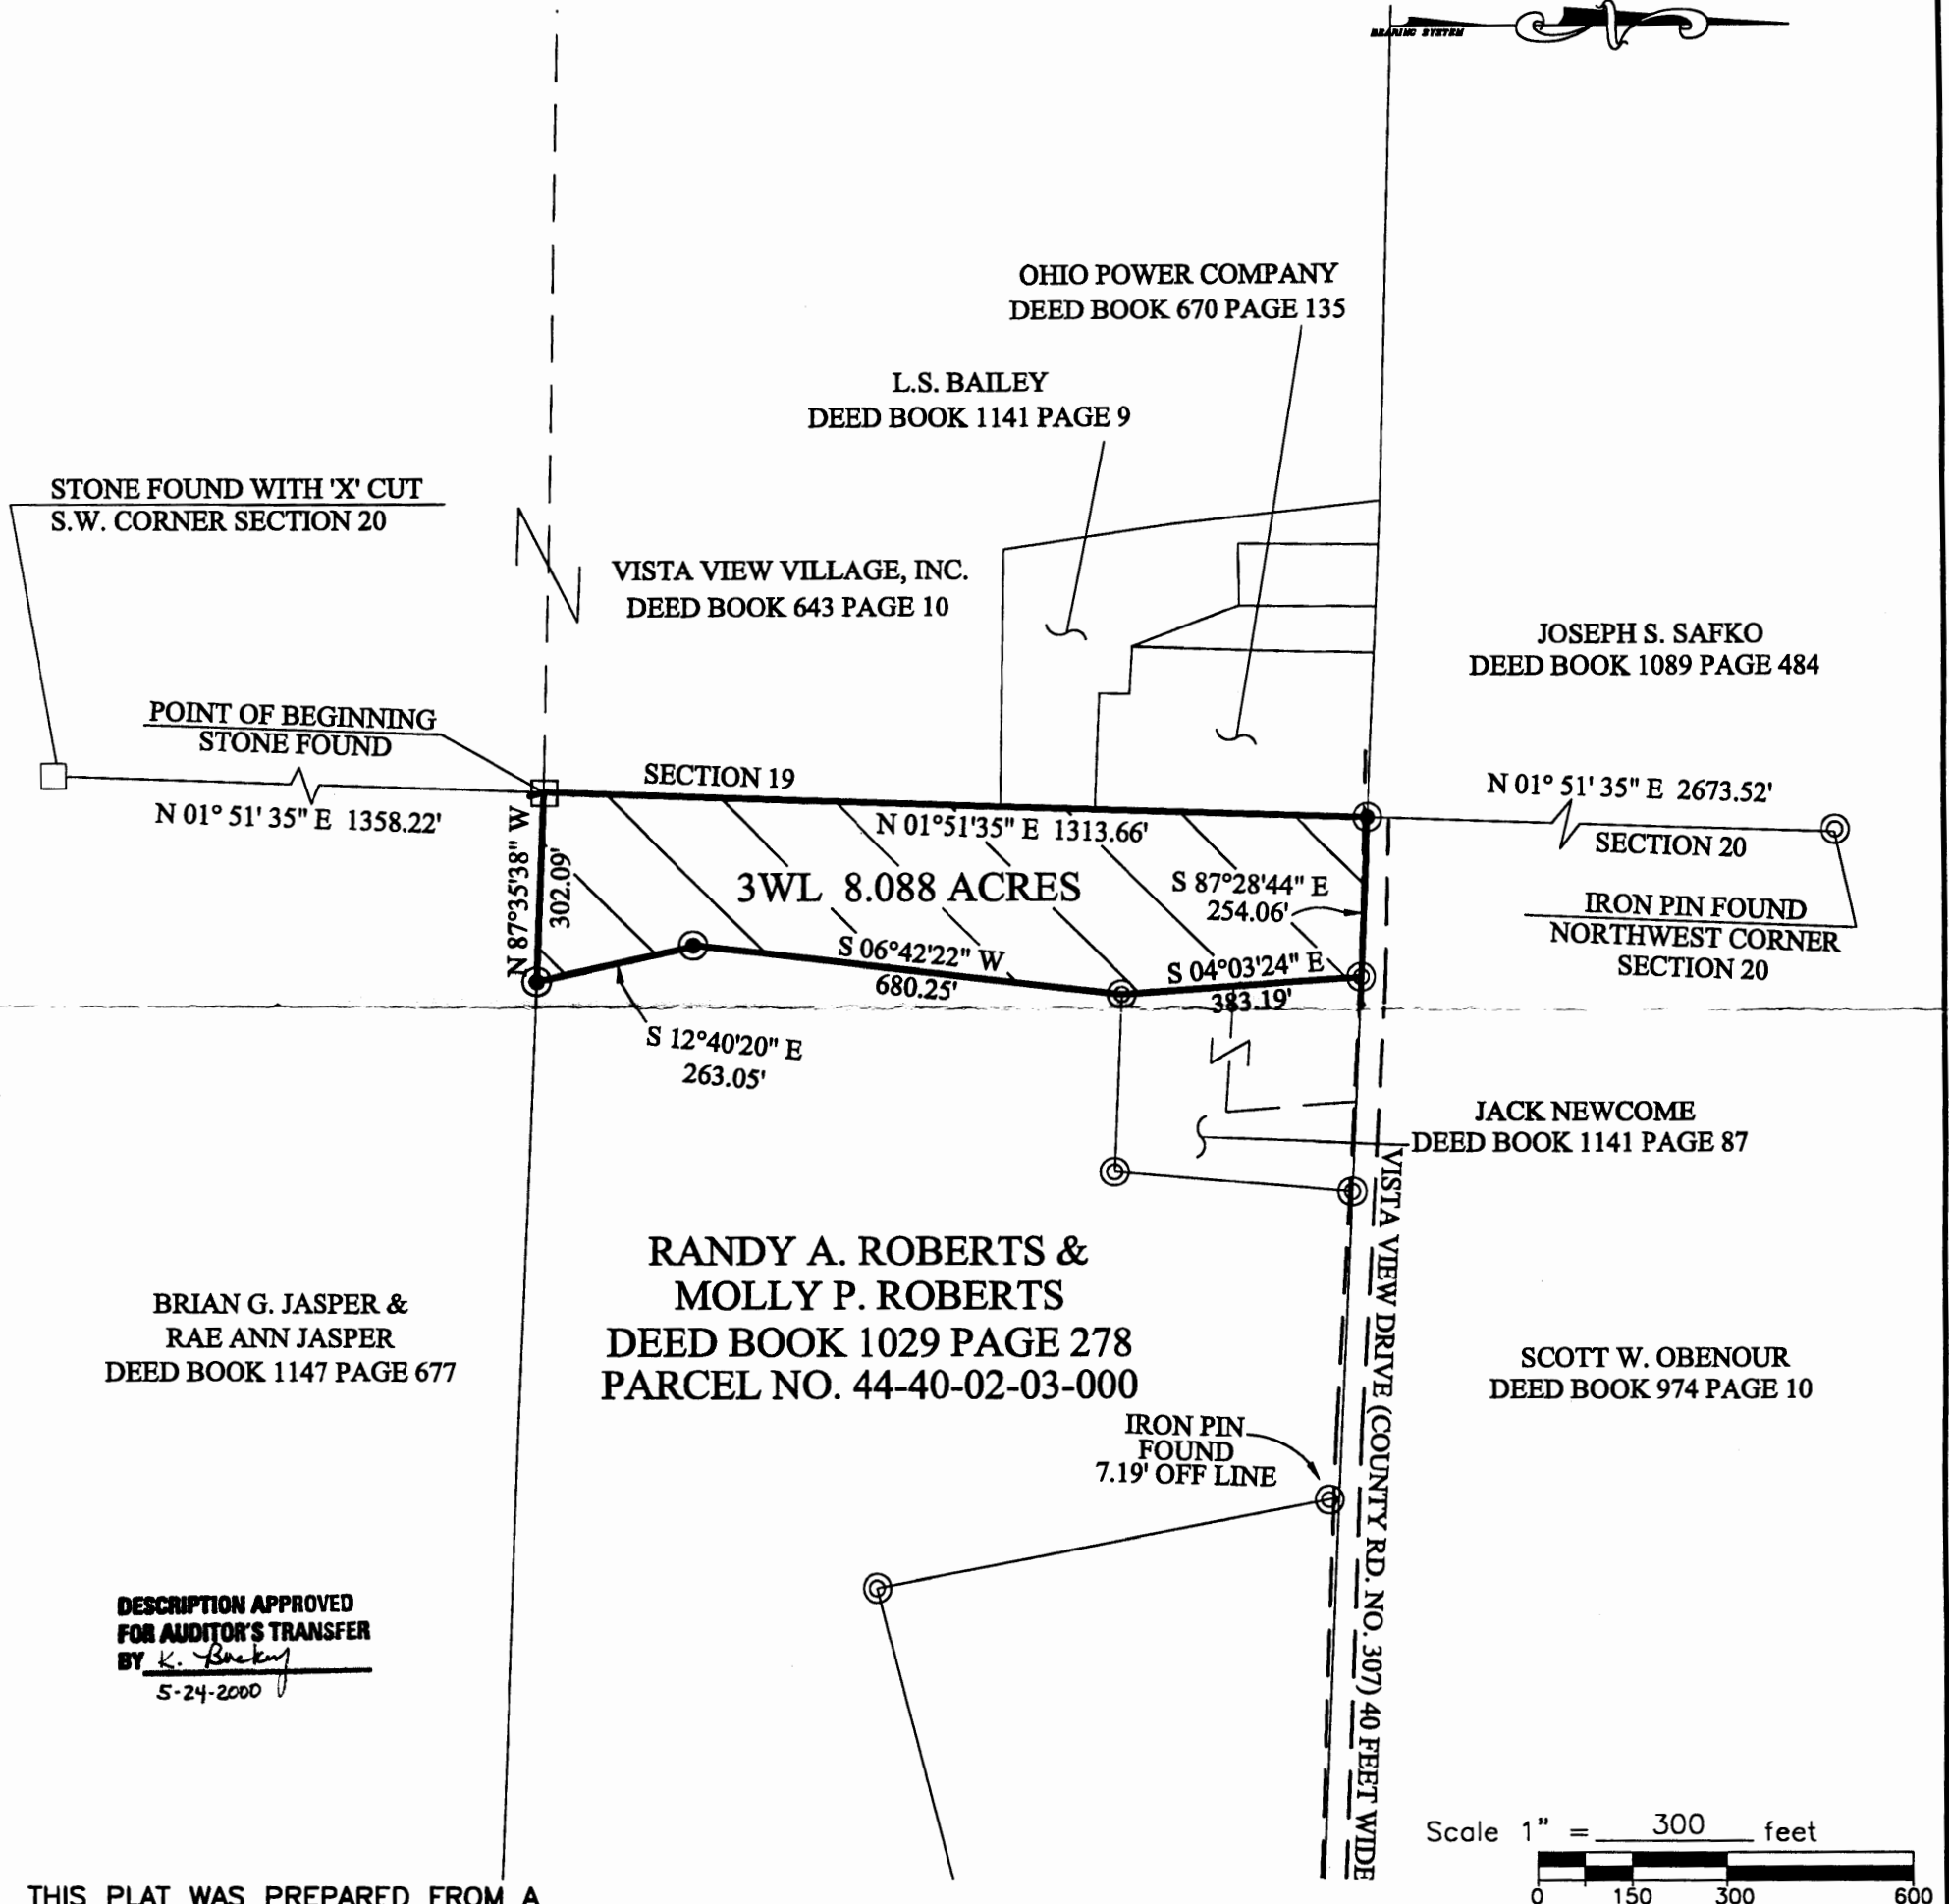 BEARING SYSTEM
OHIO POWER COMPANY
DEED BOOK 670 PAGE 135
L.S. BAILEY
DEED BOOK 1141 PAGE 9
STONE FOUND WITH 'X' CUT
S.W. CORNER SECTION 20
VISTA VIEW VILLAGE, INC.
DEED BOOK 643 PAGE 10
JOSEPH S. SAFKO
DEED BOOK 1089 PAGE 484
POINT OF BEGINNING
STONE FOUND
SECTION 19
N 01° 51' 35" E 1358.22'
N 01° 51' 35" E 2673.52'
SECTION 20
N 01°51'35" E 1313.66'
N 87°35'38" W
302.09'
3WL 8.088 ACRES
S 87°28'44" E
254.06'
IRON PIN FOUND
NORTHWEST CORNER
SECTION 20
S 06°42'22" W
680.25'
S 04°03'24" E
383.19'
S 12°40'20" E
263.05'
JACK NEWCOME
DEED BOOK 1141 PAGE 87
VISTA VIEW DRIVE (COUNTY RD. NO. 307) 40 FEET WIDE
RANDY A. ROBERTS &
MOLLY P. ROBERTS
DEED BOOK 1029 PAGE 278
PARCEL NO. 44-40-02-03-000
BRIAN G. JASPER &
RAE ANN JASPER
DEED BOOK 1147 PAGE 677
SCOTT W. OBENOUR
DEED BOOK 974 PAGE 10
IRON PIN
FOUND
7.19' OFF LINE
DESCRIPTION APPROVED
FOR AUDITOR'S TRANSFER
BY K.
5-24-2000
Scale 1" = 300 feet
0 150 300 600
THIS PLAT WAS PREPARED FROM A